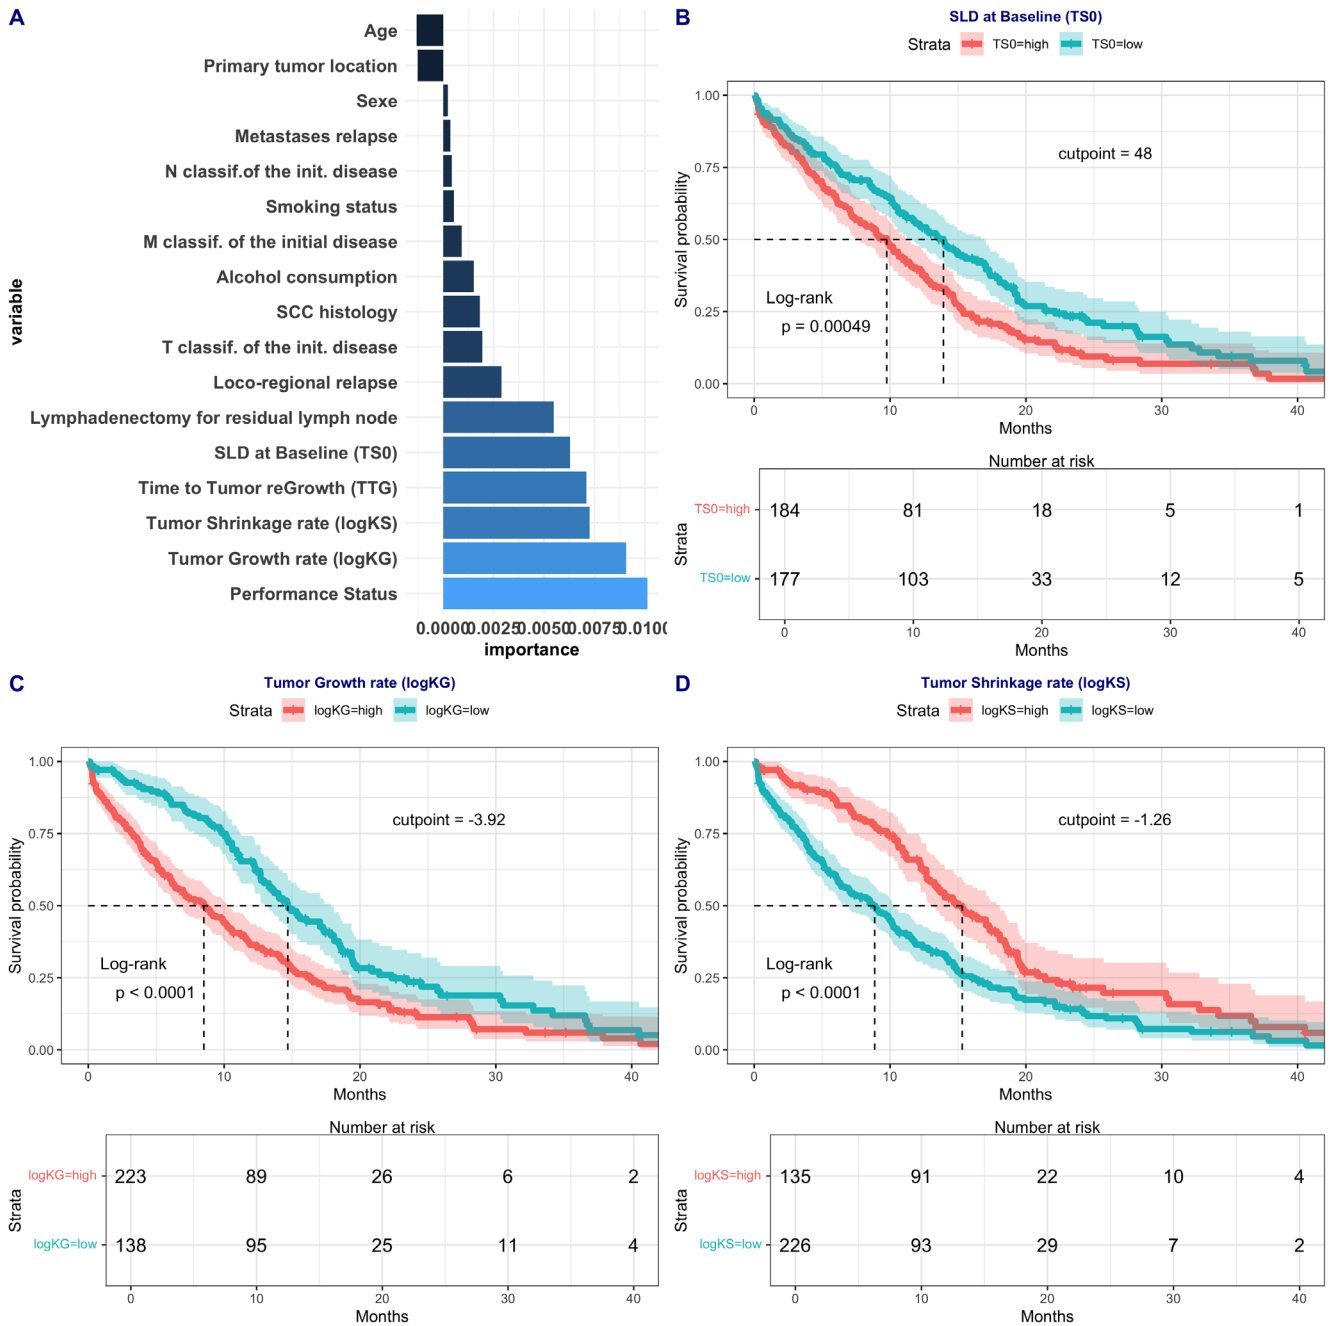 A
Age
Primary tumor location
Sexe
Metastases relapse
N classif.of the init. disease
Smoking status
M classif. of the initial disease
Alcohol consumption
SCC histology
T classif. of the init. disease
Loco-regional relapse
Lymphadenectomy for residual lymph node
SLD at Baseline (TS0)
Time to Tumor reGrowth (TTG)
Tumor Shrinkage rate (logKS)
Tumor Growth rate (logKG)
Performance Status
variable
0.0000 0.0025 0.0050 0.0075 0.0100
importance
B
SLD at Baseline (TS0)
Strata TS0=high TS0=low
1.00
0.75
0.50
0.25
0.00
Survival probability
cutpoint = 48
Log-rank
p = 0.00049
0 10 20 30 40
Months
Number at risk
Strata
TS0=high 184 81 18 5 1
TS0=low 177 103 33 12 5
0 10 20 30 40
Months
C
Tumor Growth rate (logKG)
Strata logKG=high logKG=low
1.00
0.75
0.50
0.25
0.00
Survival probability
cutpoint = -3.92
Log-rank
p < 0.0001
0 10 20 30 40
Months
Number at risk
Strata
logKG=high 223 89 26 6 2
logKG=low 138 95 25 11 4
0 10 20 30 40
Months
D
Tumor Shrinkage rate (logKS)
Strata logKS=high logKS=low
1.00
0.75
0.50
0.25
0.00
Survival probability
cutpoint = -1.26
Log-rank
p < 0.0001
0 10 20 30 40
Months
Number at risk
Strata
logKS=high 135 91 22 10 4
logKS=low 226 93 29 7 2
0 10 20 30 40
Months